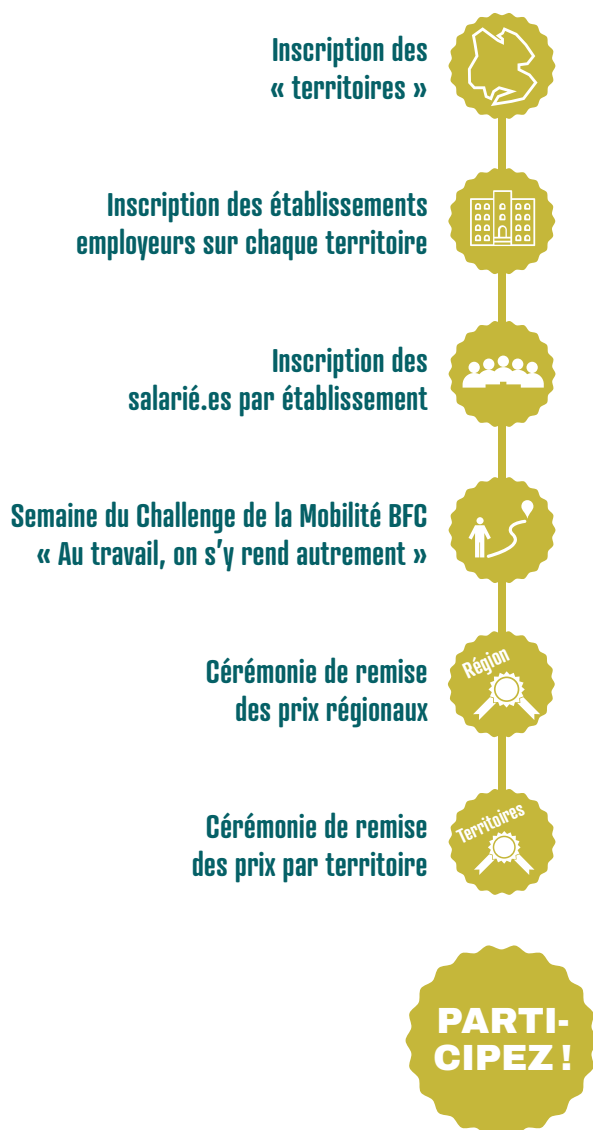 Inscription des
« territoires »
Inscription des établissements
employeurs sur chaque territoire
Inscription des
salarié.es par établissement
Semaine du Challenge de la Mobilité BFC
« Au travail, on s’y rend autrement »
Cérémonie de remise
des prix régionaux
Région
Cérémonie de remise
des prix par territoire
Territoires
PARTI-
CIPEZ !